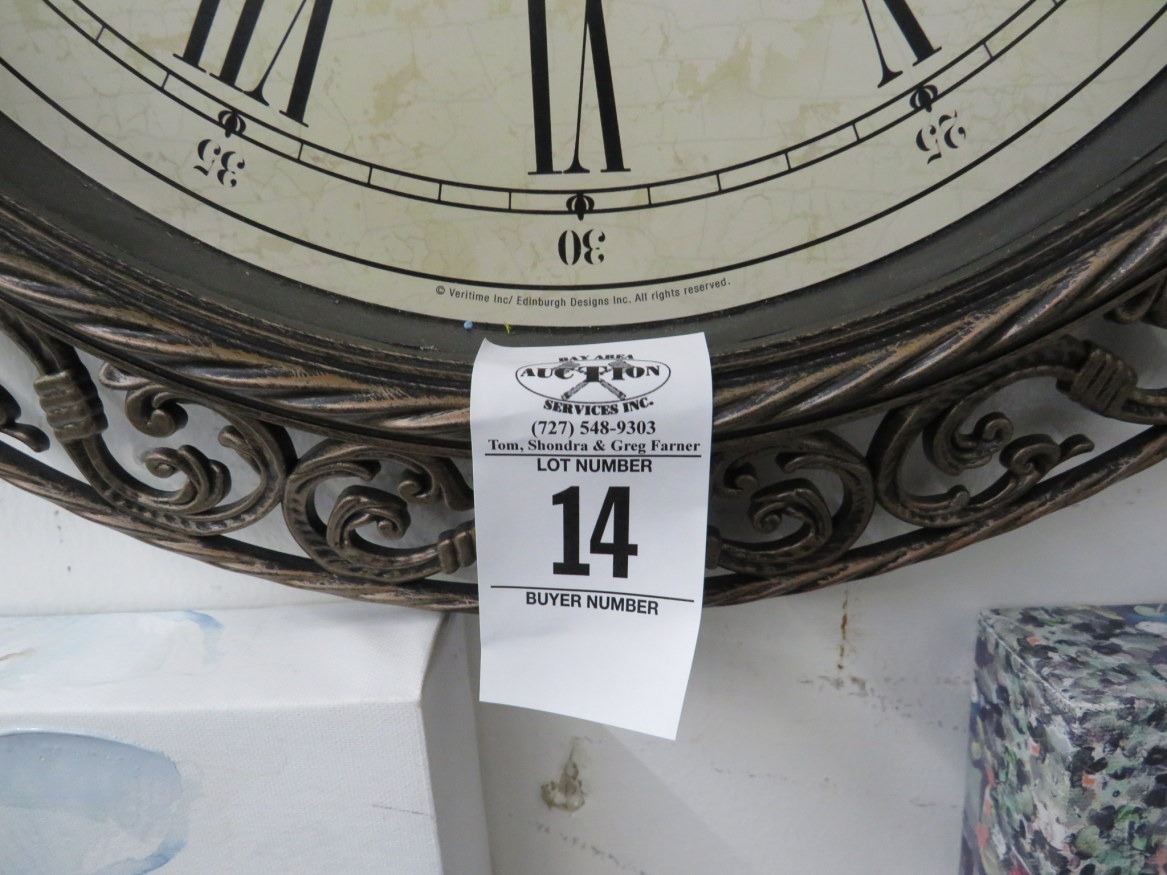 VII VI V
35 30 25
© Veritime Inc/ Edinburgh Designs Inc. All rights reserved.
BAY AREA
AUCTION
SERVICES INC.
(727) 548-9303
Tom, Shondra & Greg Farner
LOT NUMBER
14
BUYER NUMBER